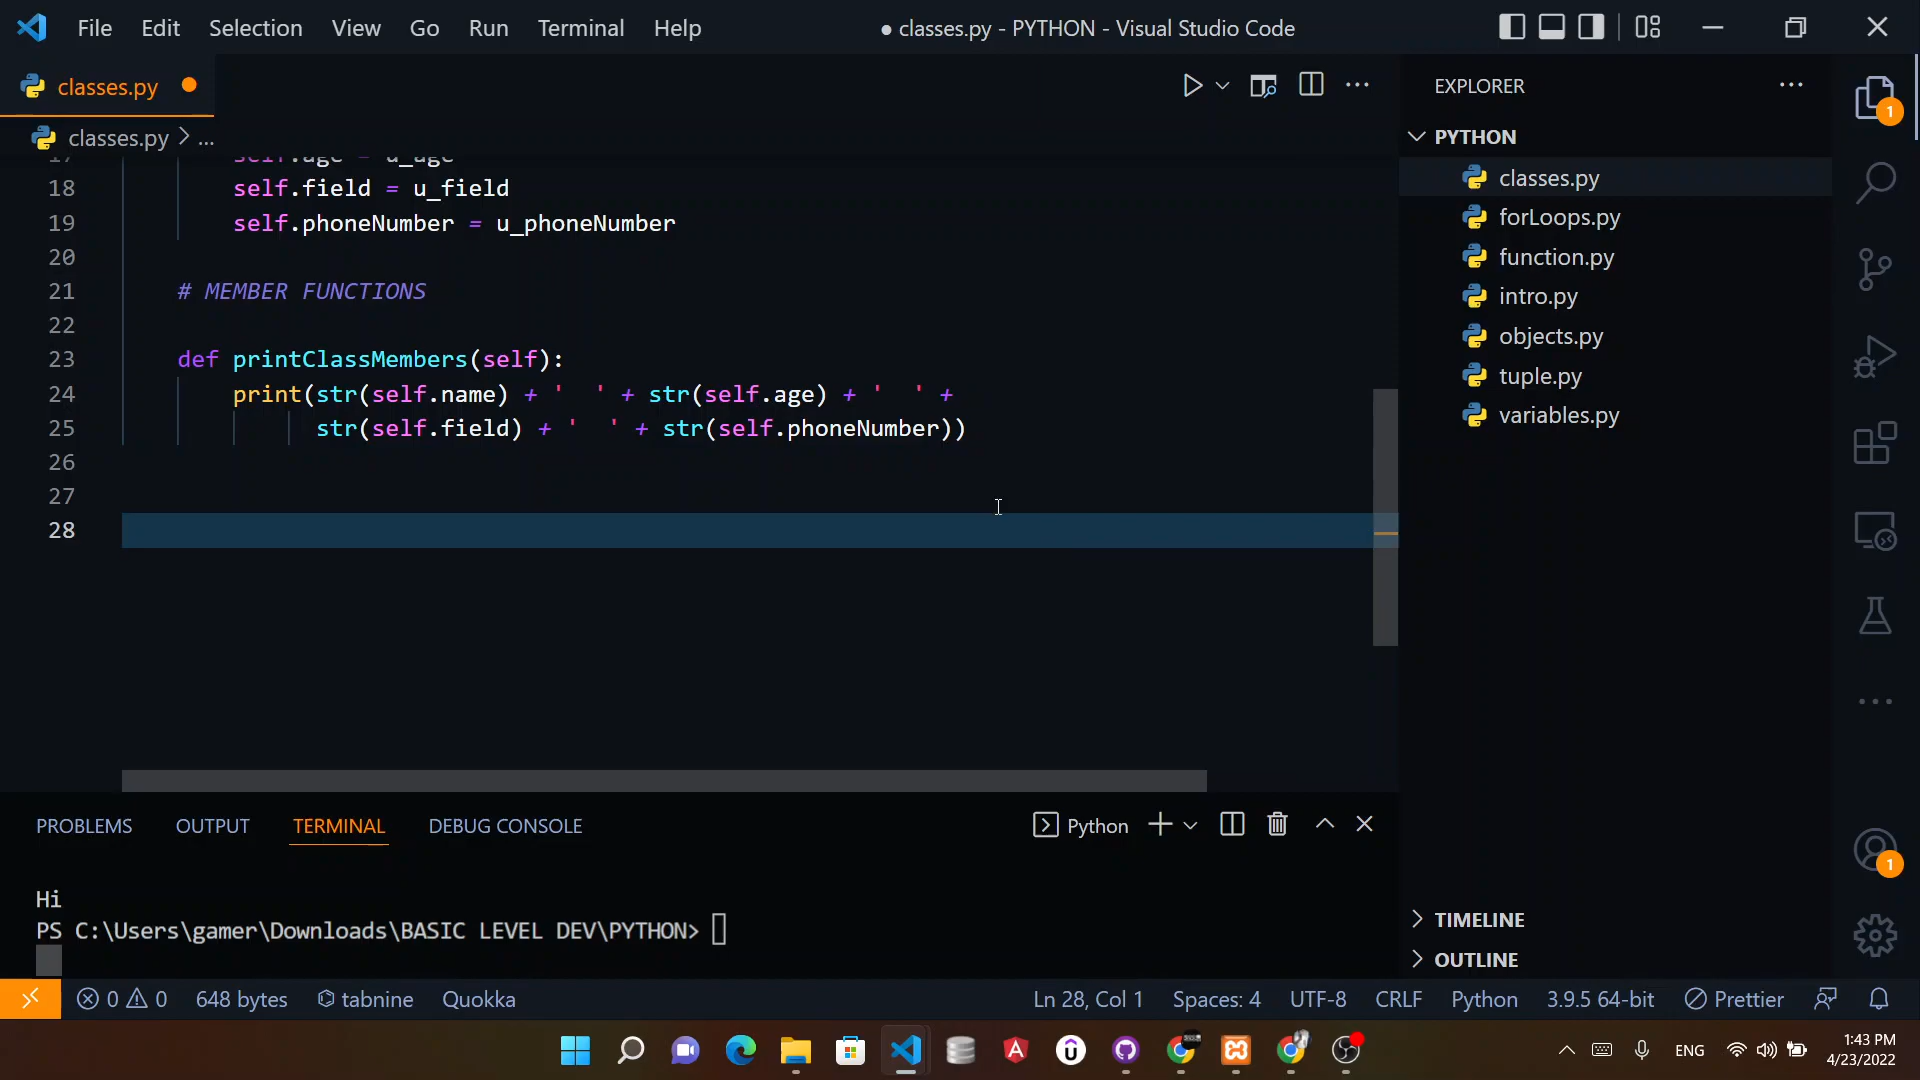 File Edit Selection View Go Run Terminal Help
● classes.py - PYTHON - Visual Studio Code
classes.py
classes.py > ...
17 self.age = u_age
18 self.field = u_field
19 self.phoneNumber = u_phoneNumber
20
21 # MEMBER FUNCTIONS
22
23 def printClassMembers(self):
24 print(str(self.name) + '  ' + str(self.age) + '  ' +
25 str(self.field) + '  ' + str(self.phoneNumber))
26
27
28
EXPLORER
PYTHON
classes.py
forLoops.py
function.py
intro.py
objects.py
tuple.py
variables.py
TIMELINE
OUTLINE
1
1
PROBLEMS OUTPUT TERMINAL DEBUG CONSOLE
Python
Hi
PS C:\Users\gamer\Downloads\BASIC LEVEL DEV\PYTHON>
0 0 648 bytes tabnine Quokka
Ln 28, Col 1 Spaces: 4 UTF-8 CRLF Python 3.9.5 64-bit Prettier
ENG
1:43 PM
4/23/2022